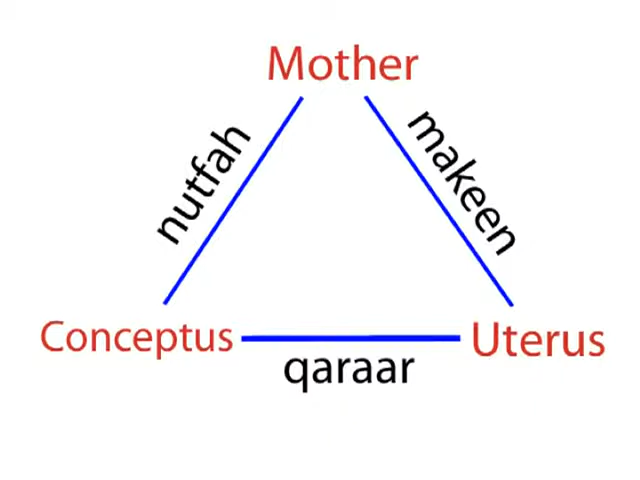 Mother
nutfah
makeen
Conceptus
Uterus
qaraar